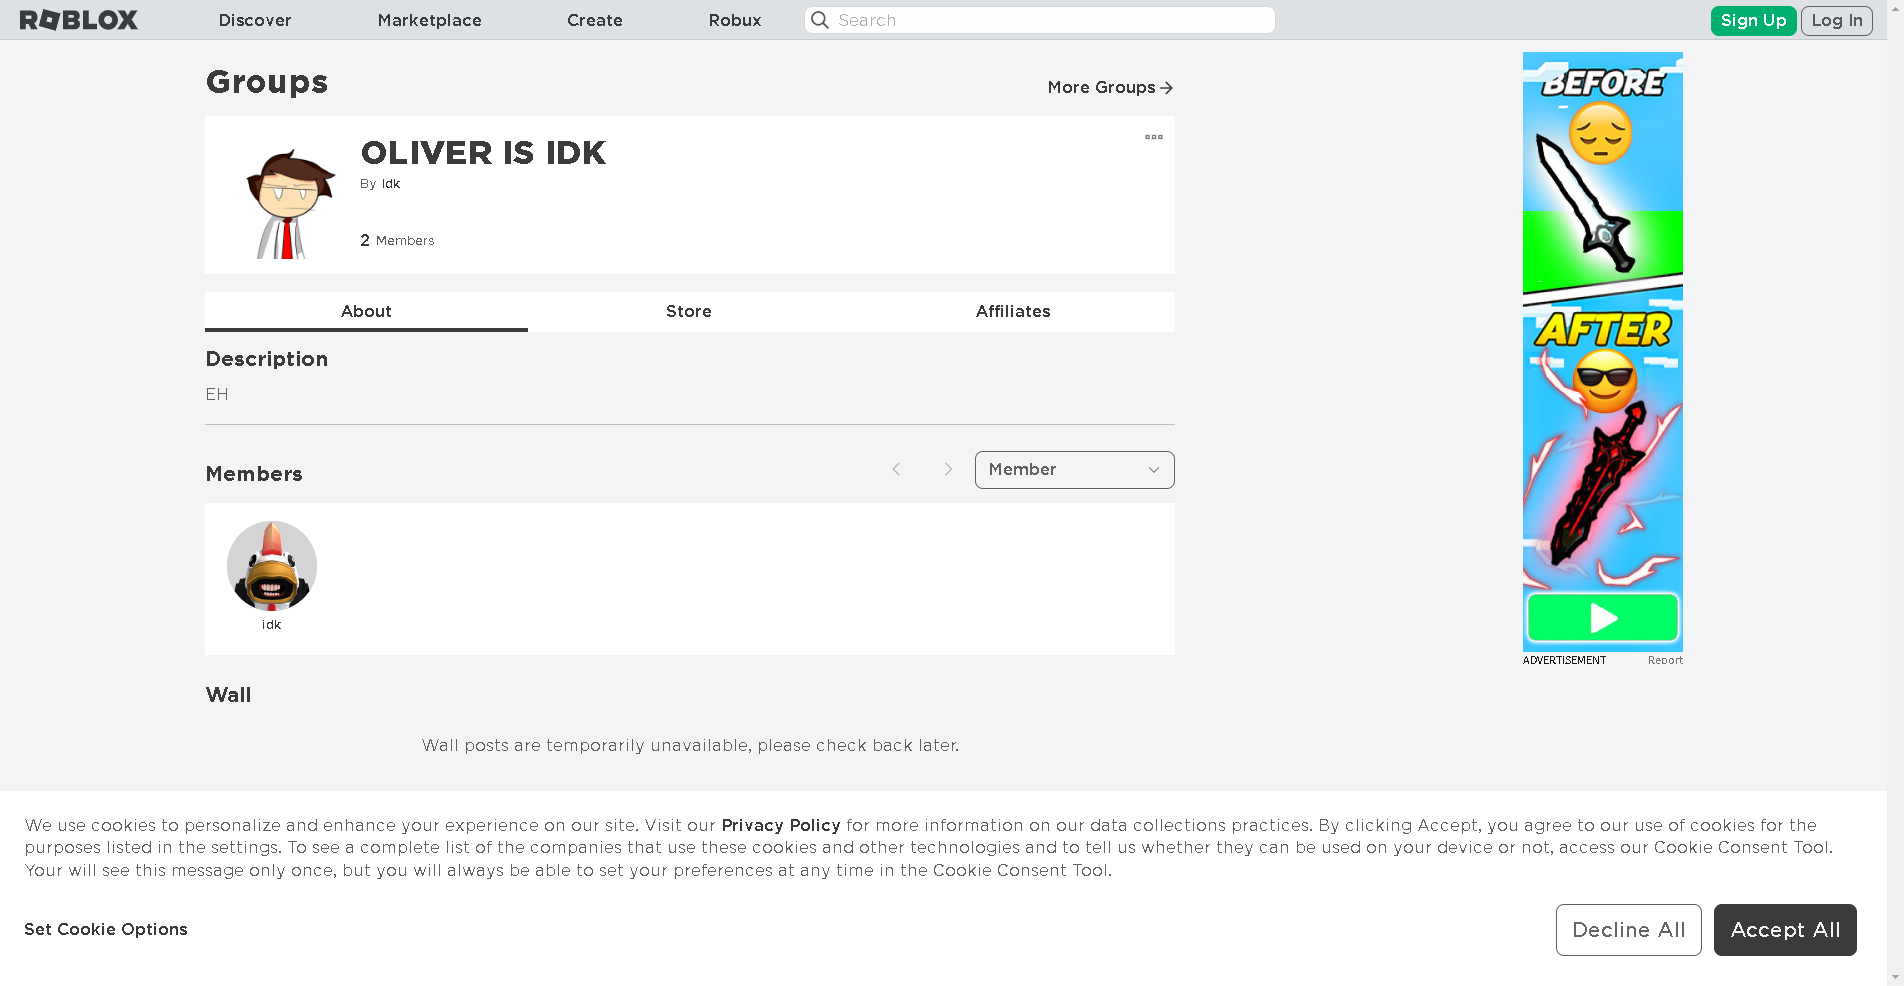 ROBLOX Discover Marketplace Create Robux Search Sign Up Log In
Groups
More Groups
OLIVER IS IDK
By Idk
2 Members
About Store Affiliates
Description
EH
Members
Member
idk
Wall
Wall posts are temporarily unavailable, please check back later.
BEFORE
AFTER
ADVERTISEMENT Report
We use cookies to personalize and enhance your experience on our site. Visit our Privacy Policy for more information on our data collections practices. By clicking Accept, you agree to our use of cookies for the
purposes listed in the settings. To see a complete list of the companies that use these cookies and other technologies and to tell us whether they can be used on your device or not, access our Cookie Consent Tool.
Your will see this message only once, but you will always be able to set your preferences at any time in the Cookie Consent Tool.
Set Cookie Options
Decline All
Accept All